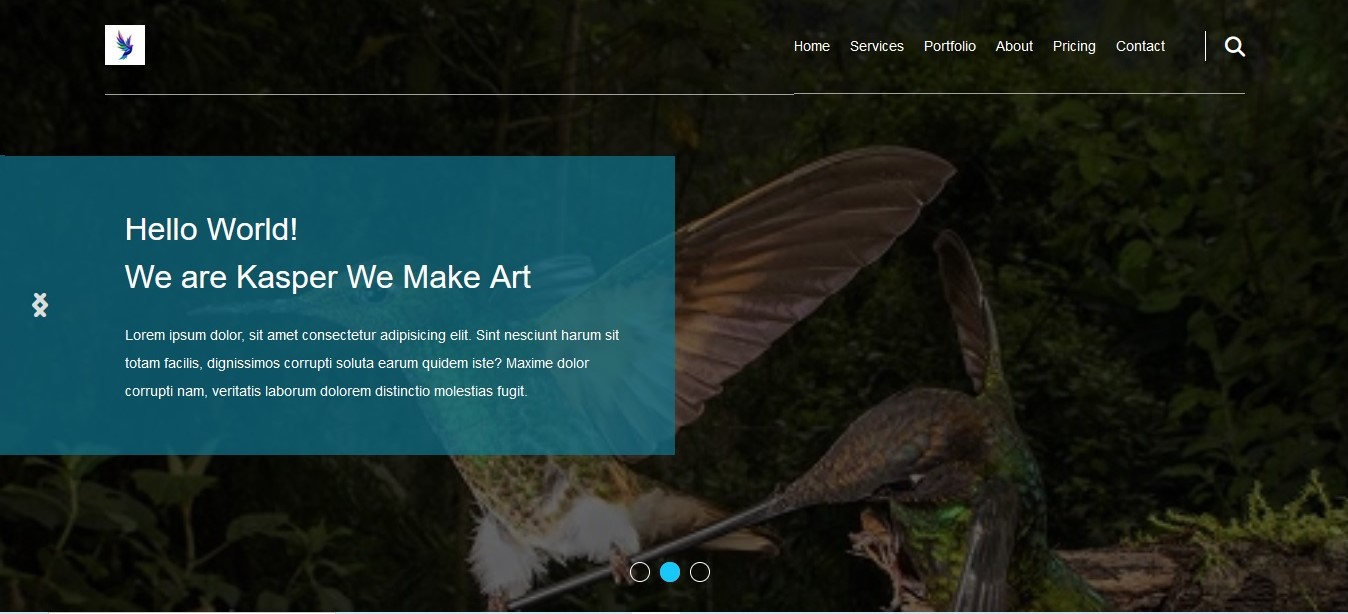 Home Services Portfolio About Pricing Contact
Hello World!
We are Kasper We Make Art
Lorem ipsum dolor, sit amet consectetur adipisicing elit. Sint nesciunt harum sit
totam facilis, dignissimos corrupti soluta earum quidem iste? Maxime dolor
corrupti nam, veritatis laborum dolorem distinctio molestias fugit.